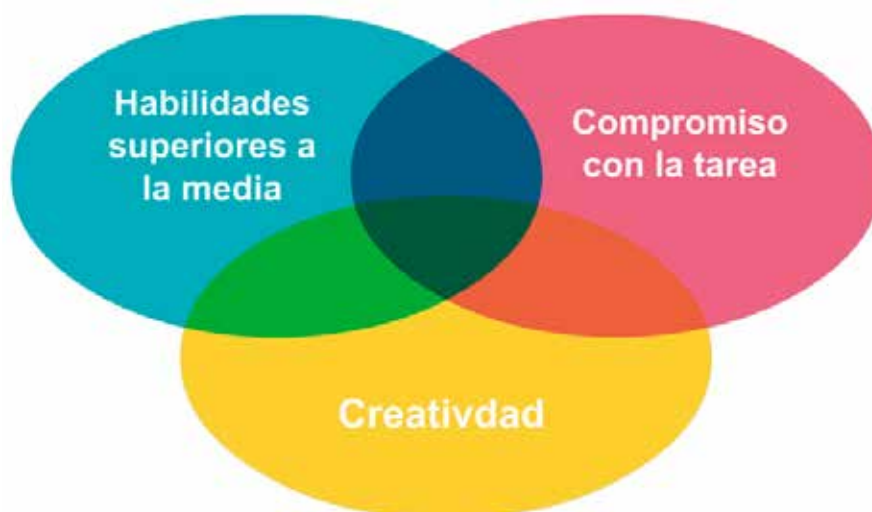 Habilidades
superiores a
la media
Compromiso
con la tarea
Creativdad